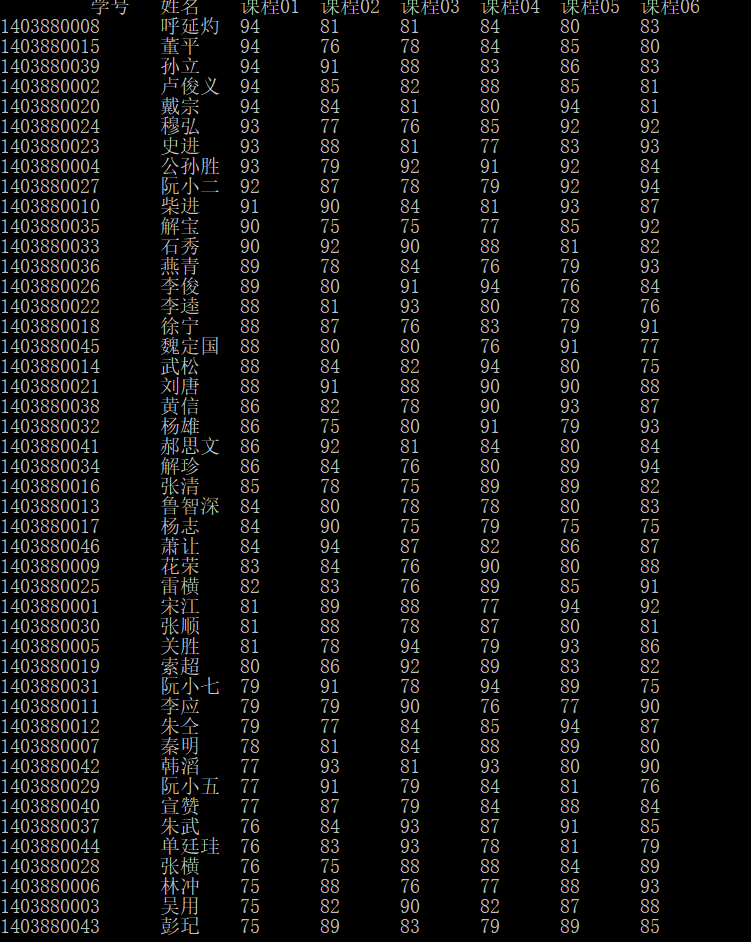 学号 姓名 课程01 课程02 课程03 课程04 课程05 课程06
1403880008 呼延灼 94 81 81 84 80 83
1403880015 董平 94 76 78 84 85 80
1403880039 孙立 94 91 88 83 86 83
1403880002 卢俊义 94 85 82 88 85 81
1403880020 戴宗 94 84 81 80 94 81
1403880024 穆弘 93 77 76 85 92 92
1403880023 史进 93 88 81 77 83 93
1403880004 公孙胜 93 79 92 91 92 84
1403880027 阮小二 92 87 78 79 92 94
1403880010 柴进 91 90 84 81 93 87
1403880035 解宝 90 75 75 77 85 92
1403880033 石秀 90 92 90 88 81 82
1403880036 燕青 89 78 84 76 79 93
1403880026 李俊 89 80 91 94 76 84
1403880022 李逵 88 81 93 80 78 76
1403880018 徐宁 88 87 76 83 79 91
1403880045 魏定国 88 80 80 76 91 77
1403880014 武松 88 84 82 94 80 75
1403880021 刘唐 88 91 88 90 90 88
1403880038 黄信 86 82 78 90 93 87
1403880032 杨雄 86 75 80 91 79 93
1403880041 郝思文 86 92 81 84 80 84
1403880034 解珍 86 84 76 80 89 94
1403880016 张清 85 78 75 89 89 82
1403880013 鲁智深 84 80 78 78 80 83
1403880017 杨志 84 90 75 79 75 75
1403880046 萧让 84 94 87 82 86 87
1403880009 花荣 83 84 76 90 80 88
1403880025 雷横 82 83 76 89 85 91
1403880001 宋江 81 89 88 77 94 92
1403880030 张顺 81 88 78 87 80 81
1403880005 关胜 81 78 94 79 93 86
1403880019 索超 80 86 92 89 83 82
1403880031 阮小七 79 91 78 94 89 75
1403880011 李应 79 79 90 76 77 90
1403880012 朱仝 79 77 84 85 94 87
1403880007 秦明 78 81 84 88 89 80
1403880042 韩滔 77 93 81 93 80 90
1403880029 阮小五 77 91 79 84 81 76
1403880040 宣赞 77 87 79 84 88 84
1403880037 朱武 76 84 93 87 91 85
1403880044 单廷珪 76 83 93 78 81 79
1403880028 张横 76 75 88 88 84 89
1403880006 林冲 75 88 76 77 88 93
1403880003 吴用 75 82 90 82 87 88
1403880043 彭玘 75 89 83 79 89 85